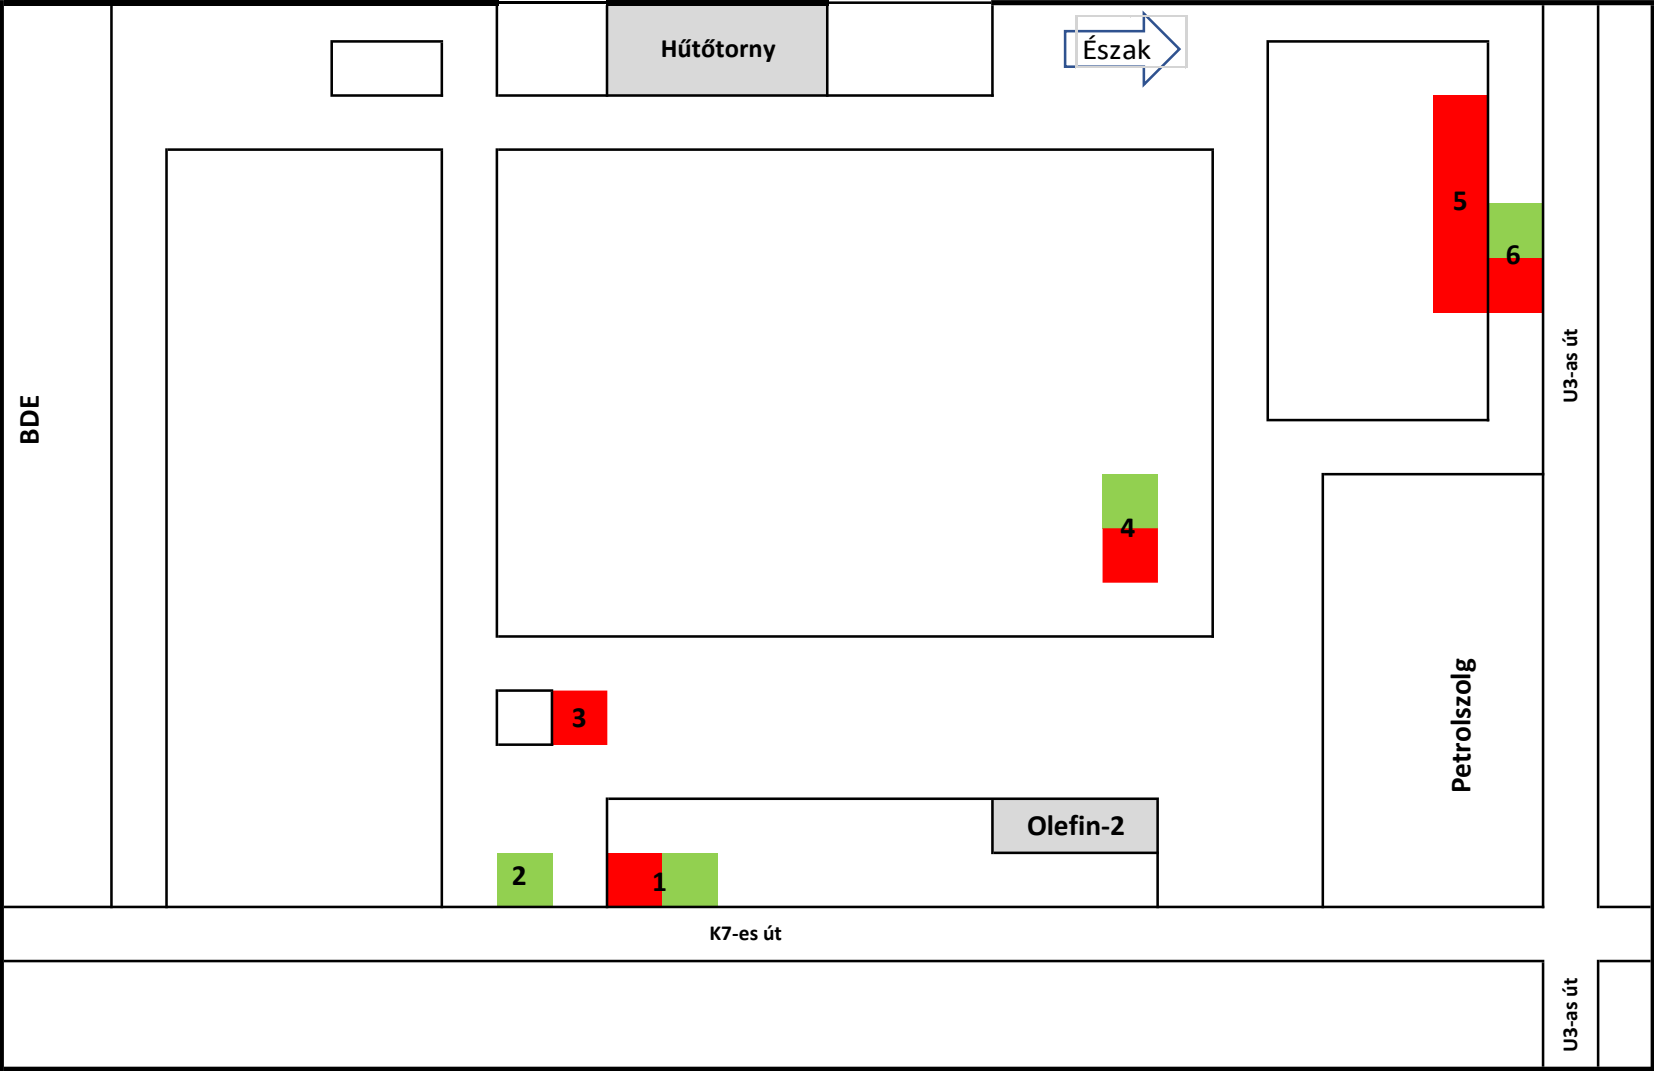 Hűtőtorny
Észak
5
6
U3-as út
BDE
4
Petrolszolg
3
Olefin-2
2
1
K7-es út
U3-as út